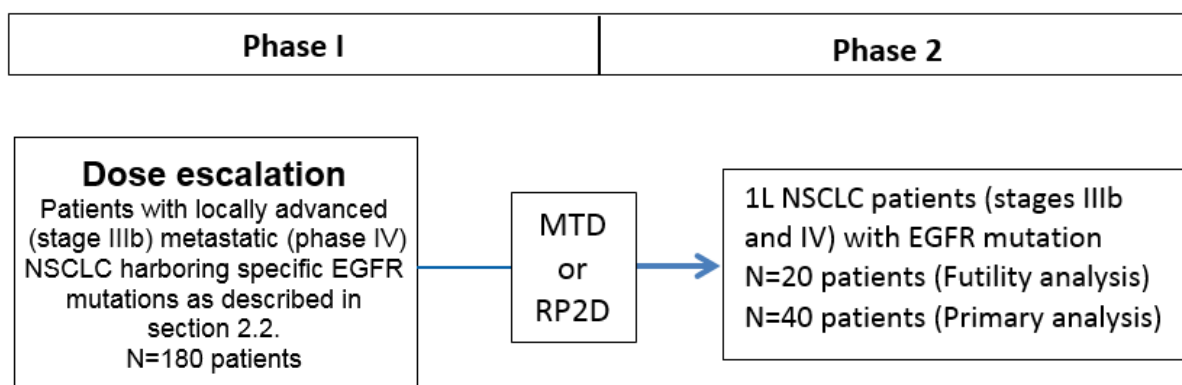 Phase I
Phase 2
Dose escalation
Patients with locally advanced
(stage IIIb) metastatic (phase IV)
NSCLC harboring specific EGFR
mutations as described in
section 2.2.
N=180 patients
MTD
or
RP2D
1L NSCLC patients (stages IIIb
and IV) with EGFR mutation
N=20 patients (Futility analysis)
N=40 patients (Primary analysis)